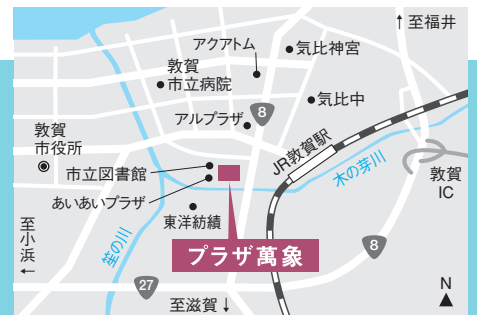 ↑至福井
アクアトム
気比神宮
敦賀
市立病院
気比中
8
アルプラザ
JR敦賀駅
敦賀
市役所
市立図書館
木の芽川
敦賀
IC
あいあいプラザ
東洋紡績
至小浜
←
笙の川
プラザ萬象
8
27
N
至滋賀↓